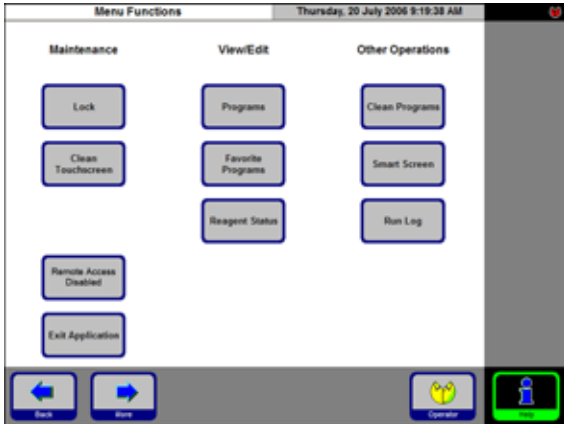 Menu Functions
Thursday, 20 July 2006 9:19:38 AM
Maintenance
View/Edit
Other Operations
Lock
Programs
Clean Programs
Clean
Touchscreen
Favorite
Programs
Smart Screen
Reagent Status
Run Log
Remote Access
Disabled
Exit Application
Back
More
Operator
Help